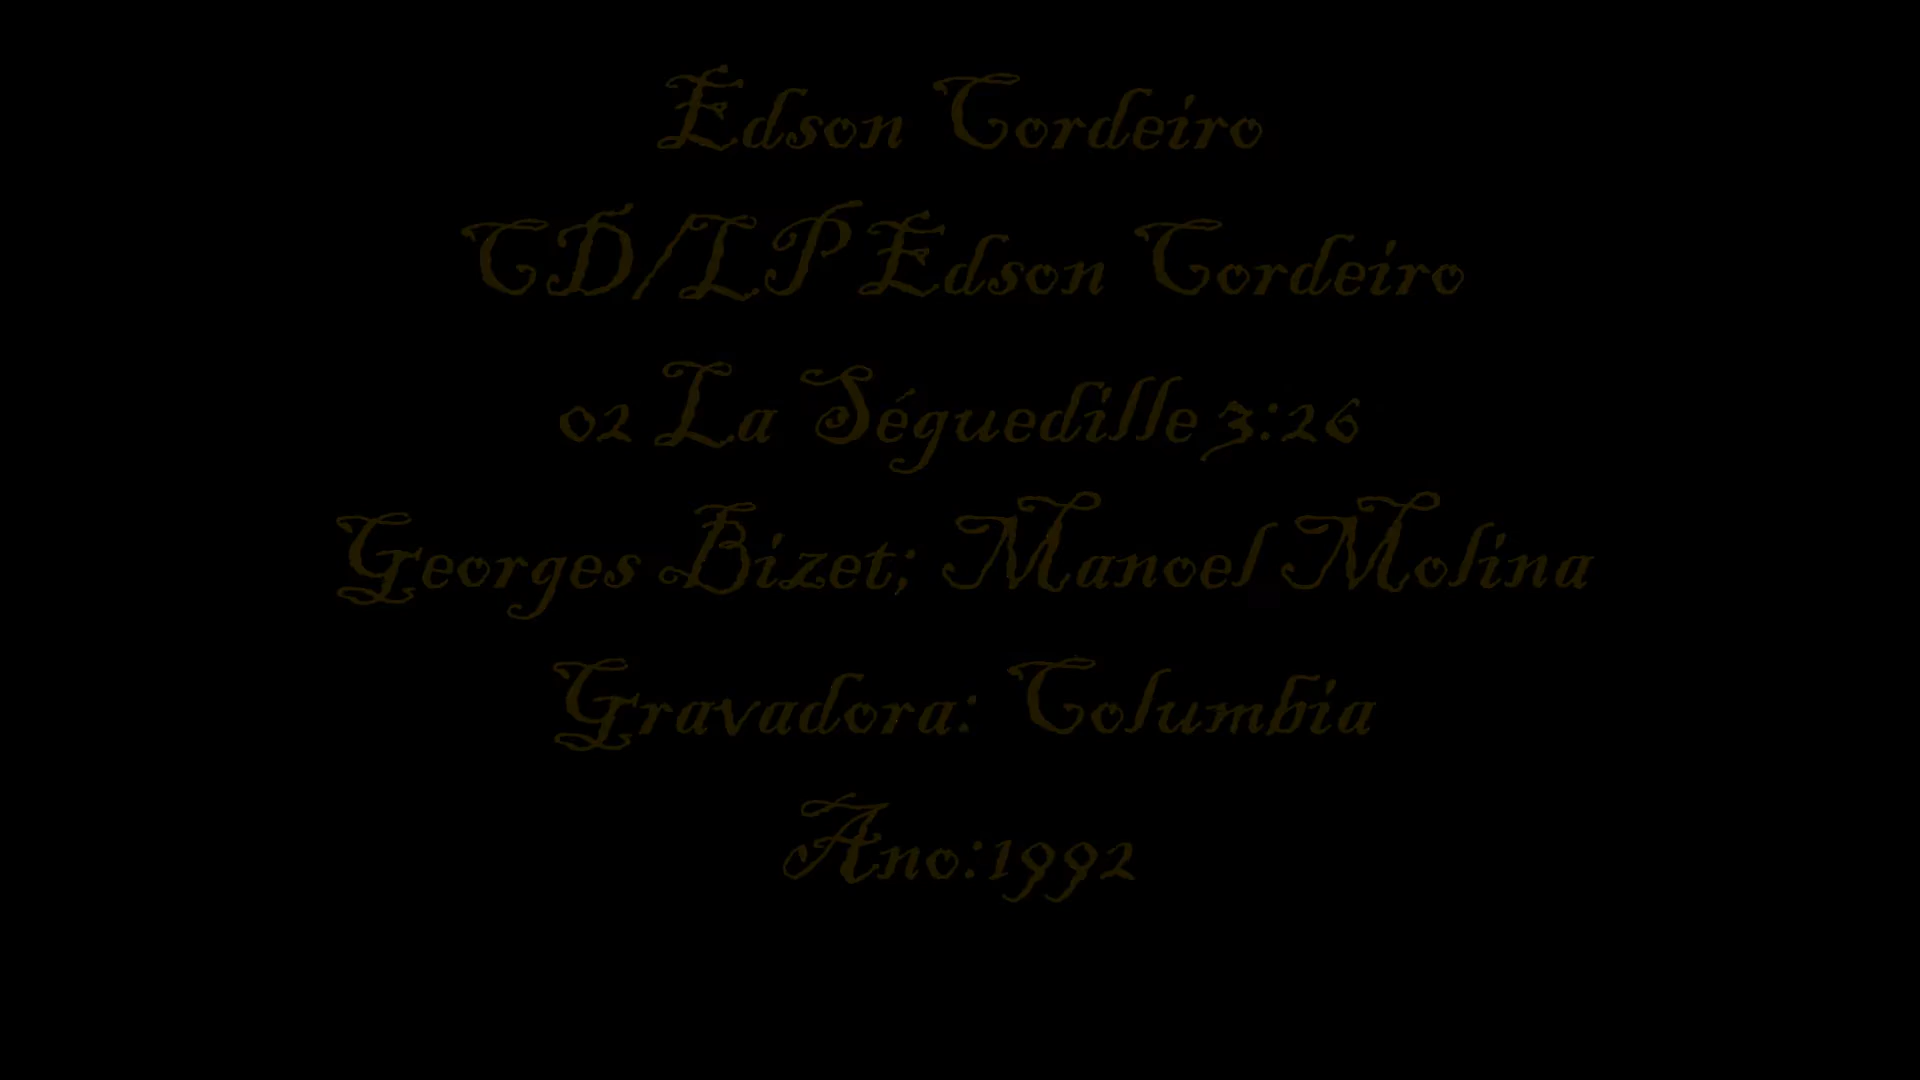 Edson Cordeiro
CD/LP Edson Cordeiro
02 La Séguedille 3:26
Georges Bizet; Manoel Molina
Gravadora: Columbia
Ano:1992